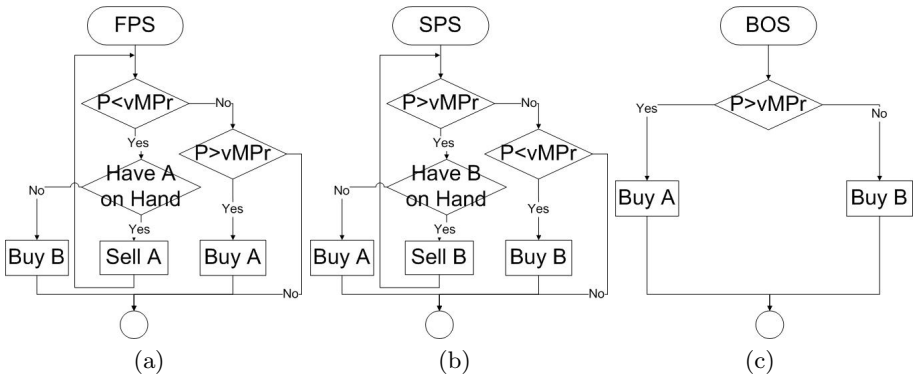 FPS
P<vMPr
No
Yes
P>vMPr
Have A
on Hand
No
Yes
Yes
Buy B
Sell A
Buy A
No
(a)
SPS
P>vMPr
No
Yes
P<vMPr
Have B
on Hand
No
Yes
Yes
Buy A
Sell B
Buy B
No
(b)
BOS
P>vMPr
Yes
No
Buy A
Buy B
(c)